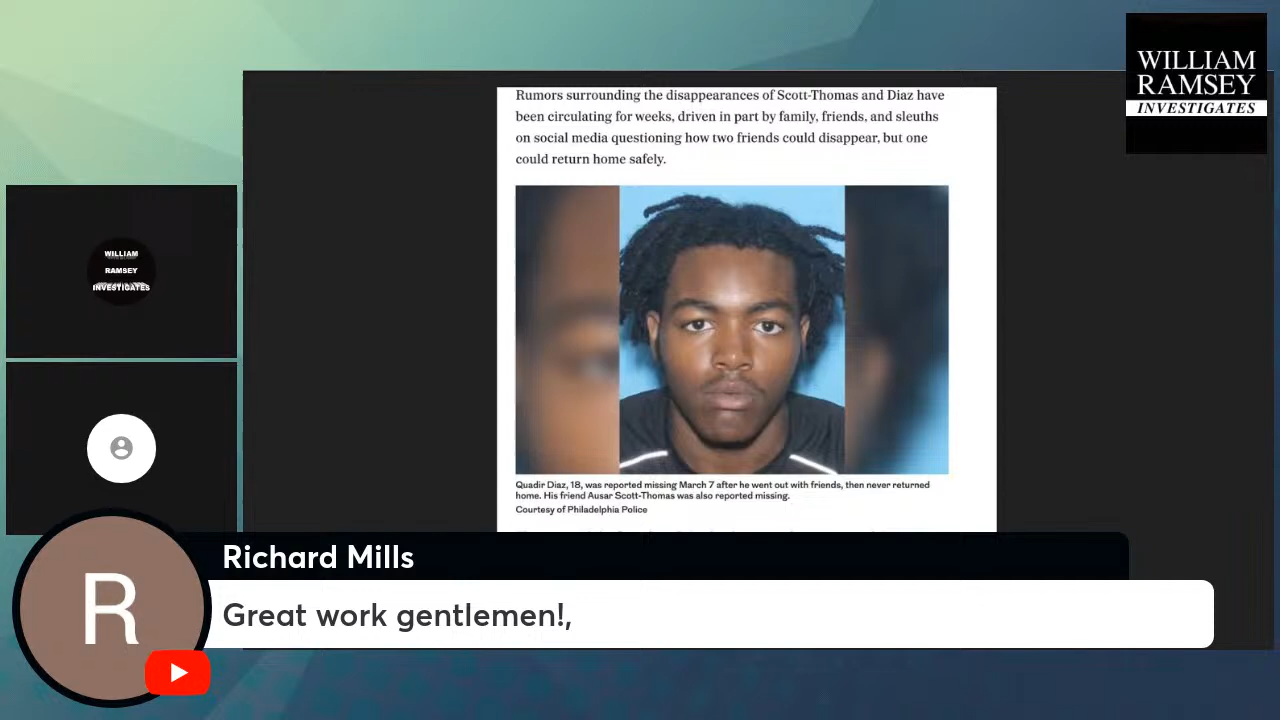 WILLIAM
RAMSEY
INVESTIGATES
Rumors surrounding the disappearances of Scott-Thomas and Diaz have
been circulating for weeks, driven in part by family, friends, and sleuths
on social media questioning how two friends could disappear, but one
could return home safely.
WILLIAM
RAMSEY
INVESTIGATES
Quadir Diaz, 18, was reported missing March 7 after he went out with friends, then never returned
home. His friend Ausar Scott-Thomas was also reported missing.
Courtesy of Philadelphia Police
Richard Mills
R
Great work gentlemen!,